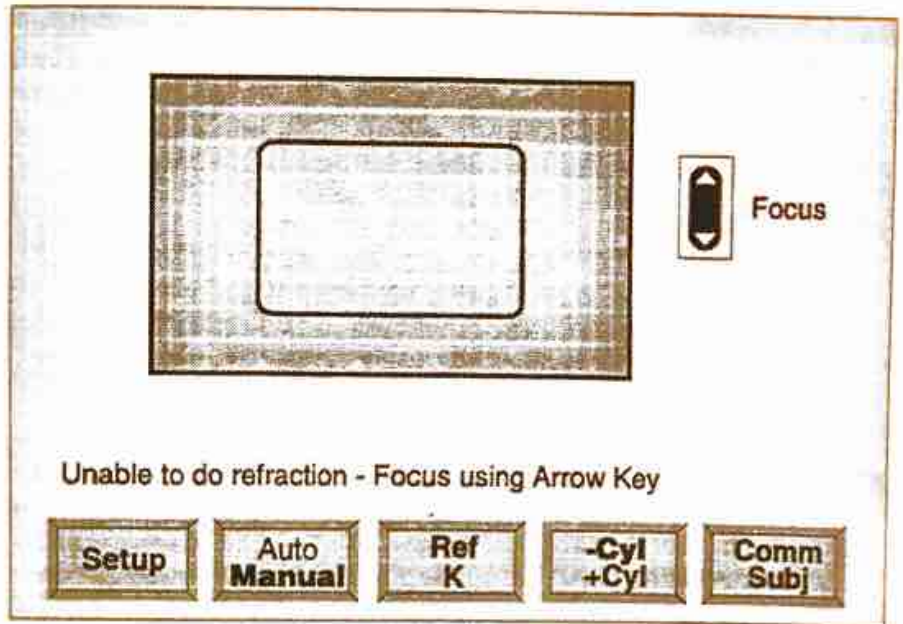 Focus
Unable to do refraction - Focus using Arrow Key
Setup
Auto
Manual
Ref
K
-Cyl
+Cyl
Comm
Subj